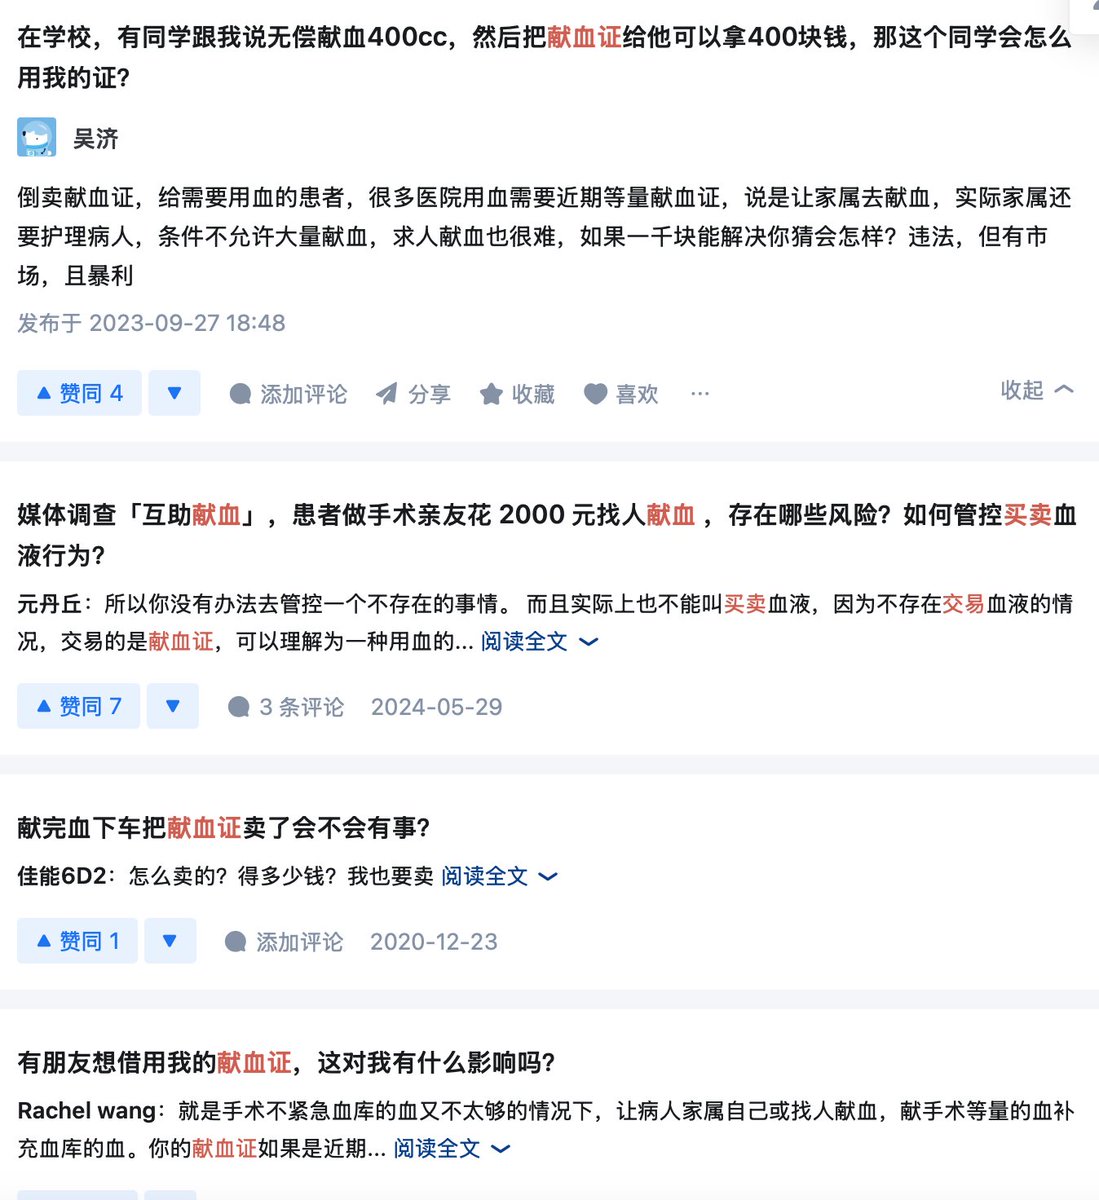 在学校，有同学跟我说无偿献血400cc，然后把献血证给他可以拿400块钱，那这个同学会怎么
用我的证？
吴济
倒卖献血证，给需要用血的患者，很多医院用血需要近期等量献血证，说是让家属去献血，实际家属还
要护理病人，条件不允许大量献血，求人献血也很难，如果一千块能解决你猜会怎样？违法，但有市
场，且暴利
发布于 2023-09-27 18:48
赞同 4
添加评论
分享
收藏
喜欢
···
收起
媒体调查「互助献血」，患者做手术亲友花 2000 元找人献血 ，存在哪些风险？如何管控买卖血
液行为？
元丹丘：所以你没有办法去管控一个不存在的事情。 而且实际上也不能叫买卖血液，因为不存在交易血液的情
况，交易的是献血证，可以理解为一种用血的... 阅读全文
赞同 7
3 条评论
2024-05-29
献完血下车把献血证卖了会不会有事？
佳能6D2：怎么卖的？得多少钱？我也要卖 阅读全文
赞同 1
添加评论
2020-12-23
有朋友想借用我的献血证，这对我有什么影响吗？
Rachel wang：就是手术不紧急血库的血又不太够的情况下，让病人家属自己或找人献血，献手术等量的血补
充血库的血。你的献血证如果是近期... 阅读全文